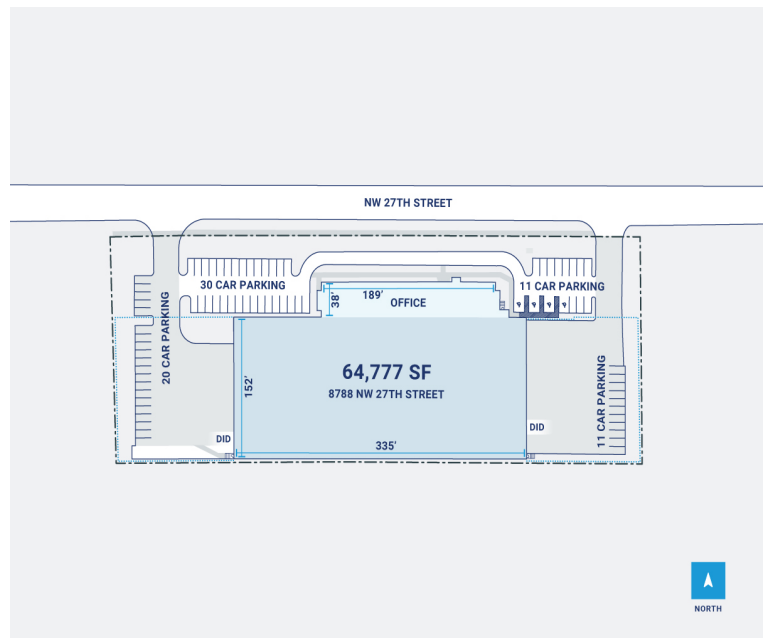 NW 27TH STREET
30 CAR PARKING
11 CAR PARKING
189'
38'
OFFICE
20 CAR PARKING
64,777 SF
8788 NW 27TH STREET
152'
11 CAR PARKING
DID
DID
335'
NORTH